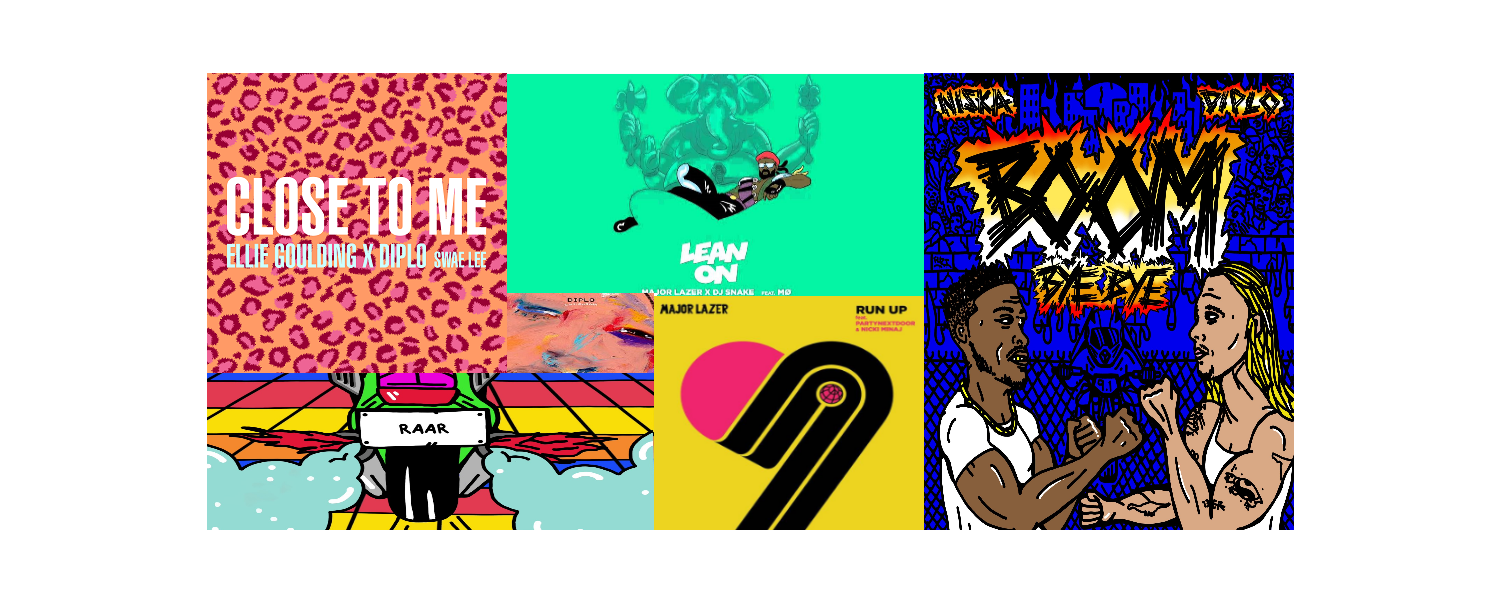 CLOSE TO ME
ELLIE GOULDING X DIPLO SWAE LEE
LEAN
ON
MAJOR LAZER X DJ SNAKE FEAT. MØ
NISKA
DIPLO
BOOM
BYE BYE
DIPLO
MAJOR LAZER
RUN UP
feat.
PARTYNEXTDOOR
x NICKI MINAJ
RAAR